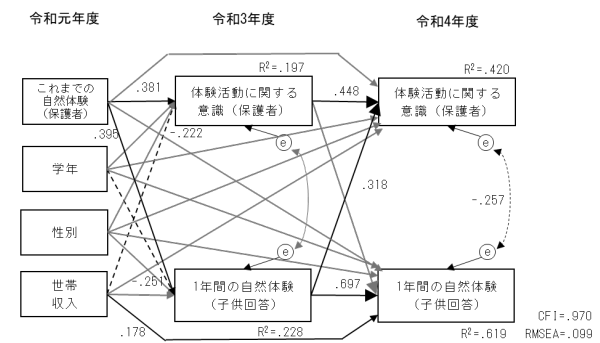 令和元年度
令和3年度
令和4年度
R²=.197
R²=.420
これまでの
自然体験
(保護者)
.381
体験活動に関する
意識（保護者）
.448
体験活動に関する
意識（保護者）
.395
-.222
e
e
学年
.318
-.257
性別
e
e
世帯
収入
-.251
1年間の自然体験
（子供回答）
.697
1年間の自然体験
（子供回答）
.178
R²=.228
R²=.619
CFI=.970
RMSEA=.099